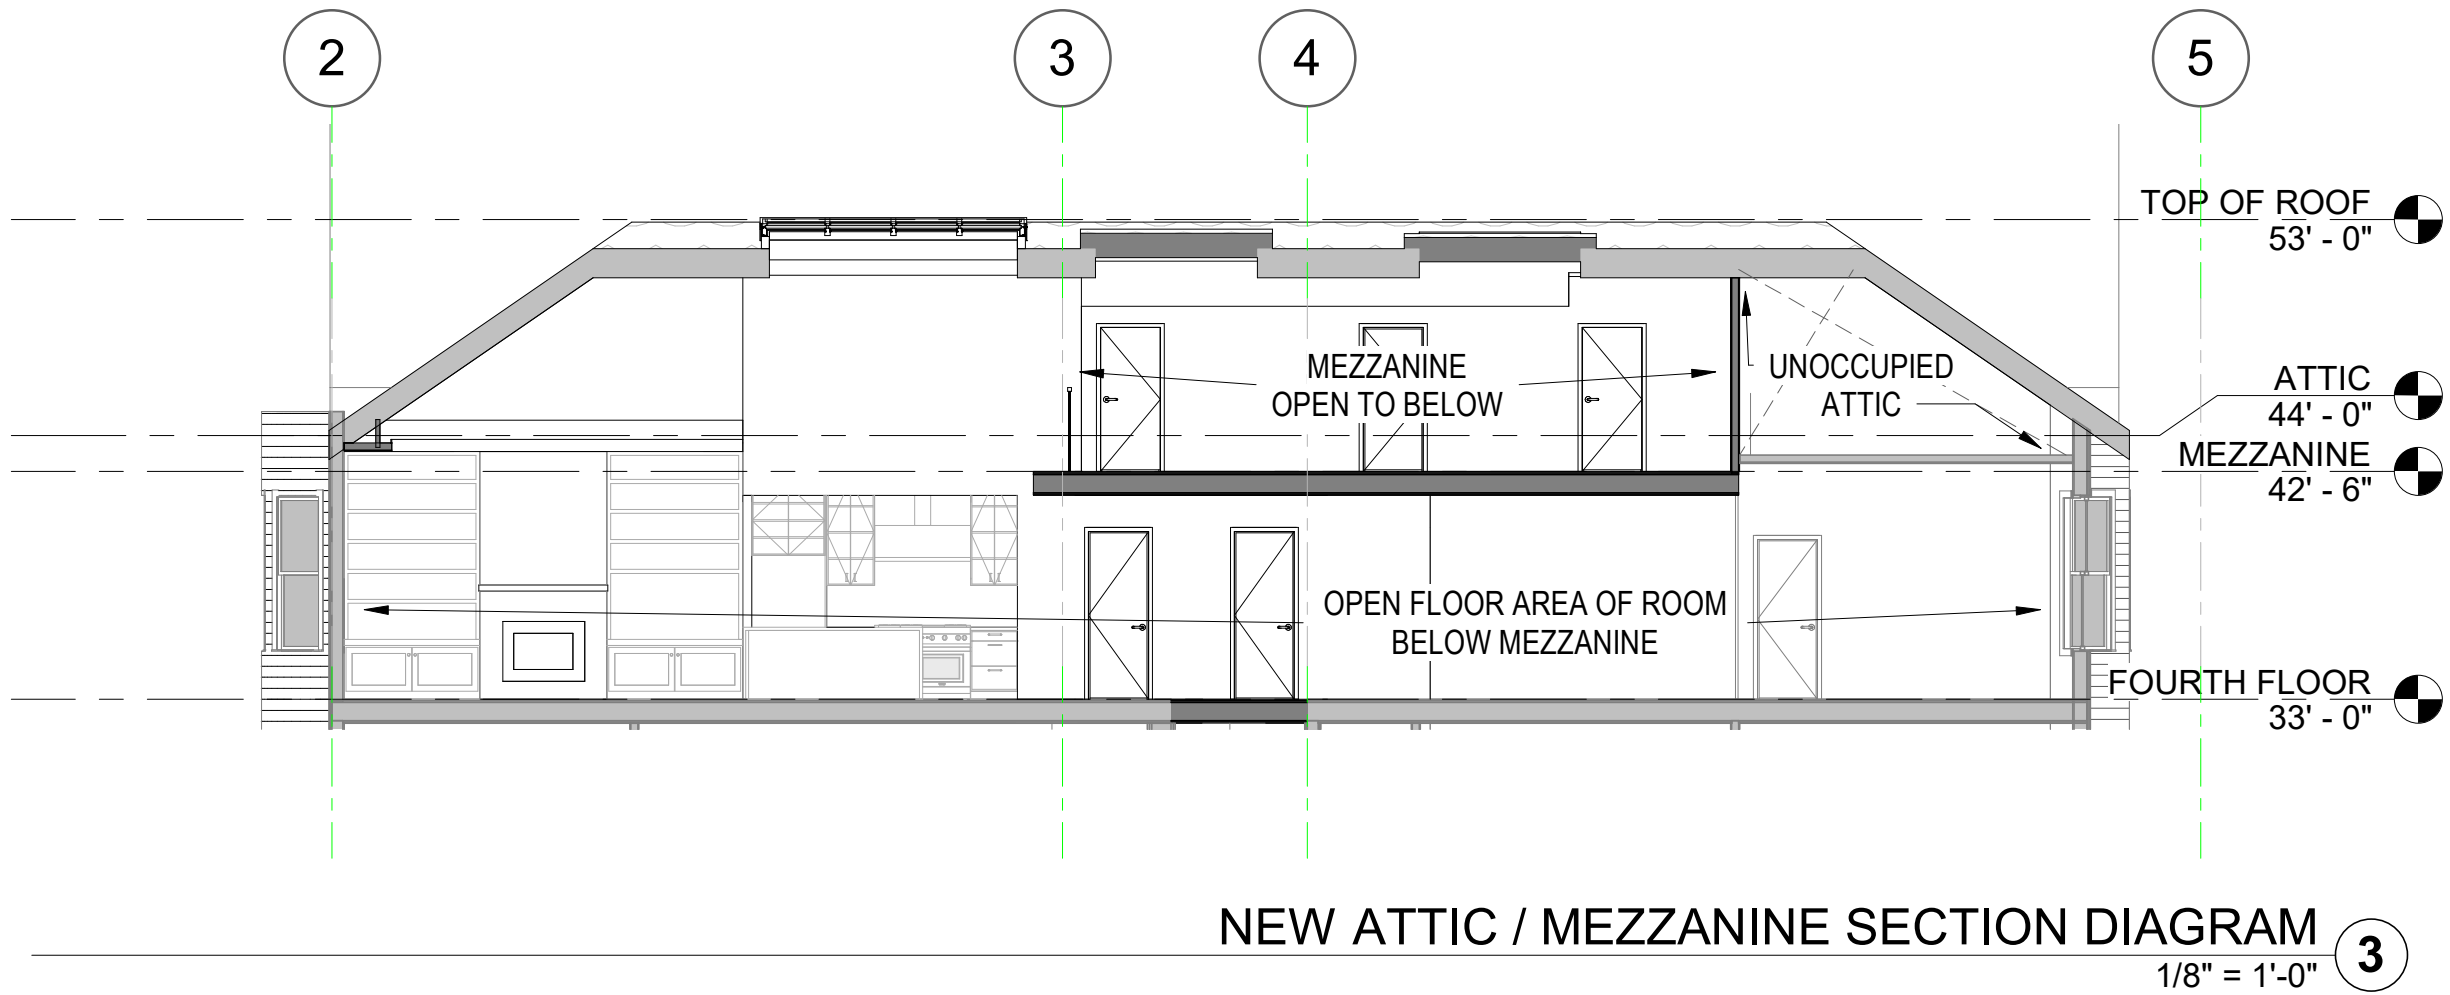 2
3
4
5
TOP OF ROOF
53' - 0"
MEZZANINE
OPEN TO BELOW
UNOCCUPIED
ATTIC
ATTIC
44' - 0"
MEZZANINE
42' - 6"
OPEN FLOOR AREA OF ROOM
BELOW MEZZANINE
FOURTH FLOOR
33' - 0"
NEW ATTIC / MEZZANINE SECTION DIAGRAM
3
1/8" = 1'-0"